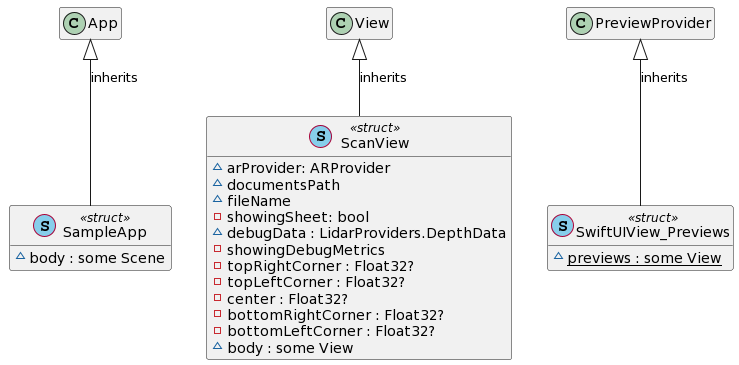 C App
C View
C PreviewProvider
inherits
inherits
inherits
S «struct»
SampleApp
~ body : some Scene
S «struct»
ScanView
~ arProvider: ARProvider
~ documentsPath
~ fileName
showingSheet: bool
~ debugData : LidarProviders.DepthData
showingDebugMetrics
topRightCorner : Float32?
topLeftCorner : Float32?
center : Float32?
bottomRightCorner : Float32?
bottomLeftCorner : Float32?
~ body : some View
S «struct»
SwiftUIView_Previews
~ previews : some View